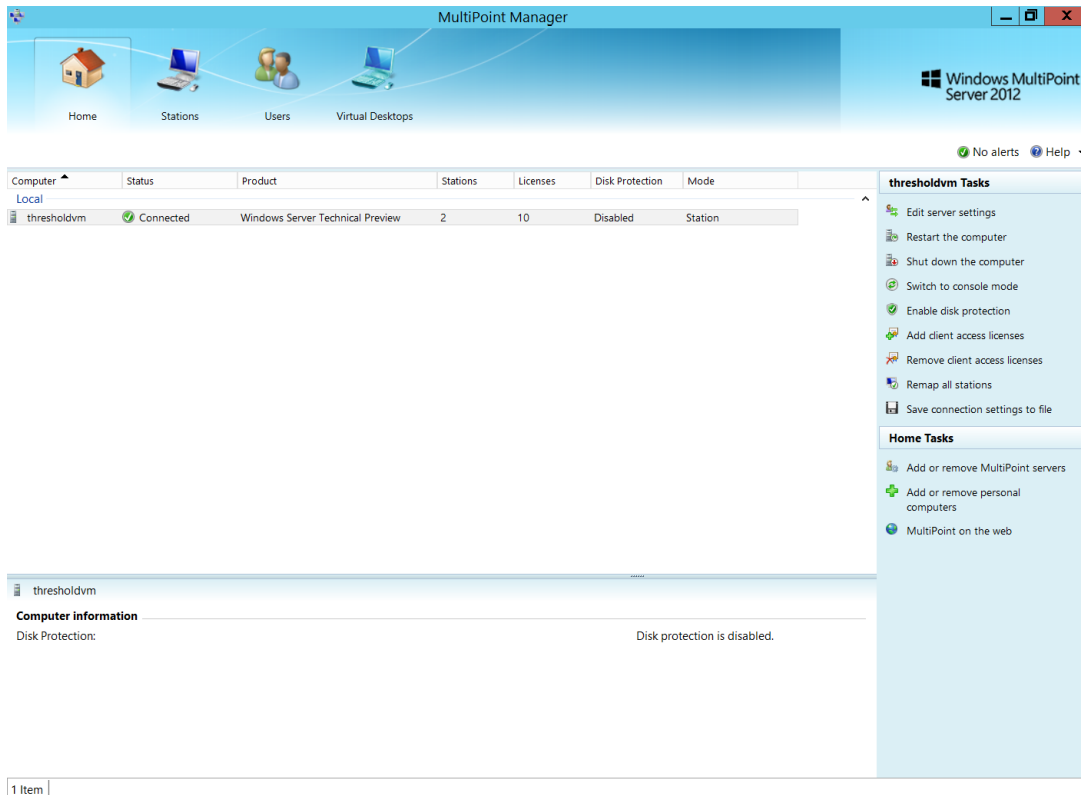 MultiPoint Manager
Home
Stations
Users
Virtual Desktops
Windows MultiPoint
Server 2012
No alerts
Help
Computer
Status
Product
Stations
Licenses
Disk Protection
Mode
Local
thresholdvm
Connected
Windows Server Technical Preview
2
10
Disabled
Station
thresholdvm Tasks
Edit server settings
Restart the computer
Shut down the computer
Switch to console mode
Enable disk protection
Add client access licenses
Remove client access licenses
Remap all stations
Save connection settings to file
Home Tasks
Add or remove MultiPoint servers
Add or remove personal
computers
MultiPoint on the web
thresholdvm
Computer information
Disk Protection:
Disk protection is disabled.
1 Item